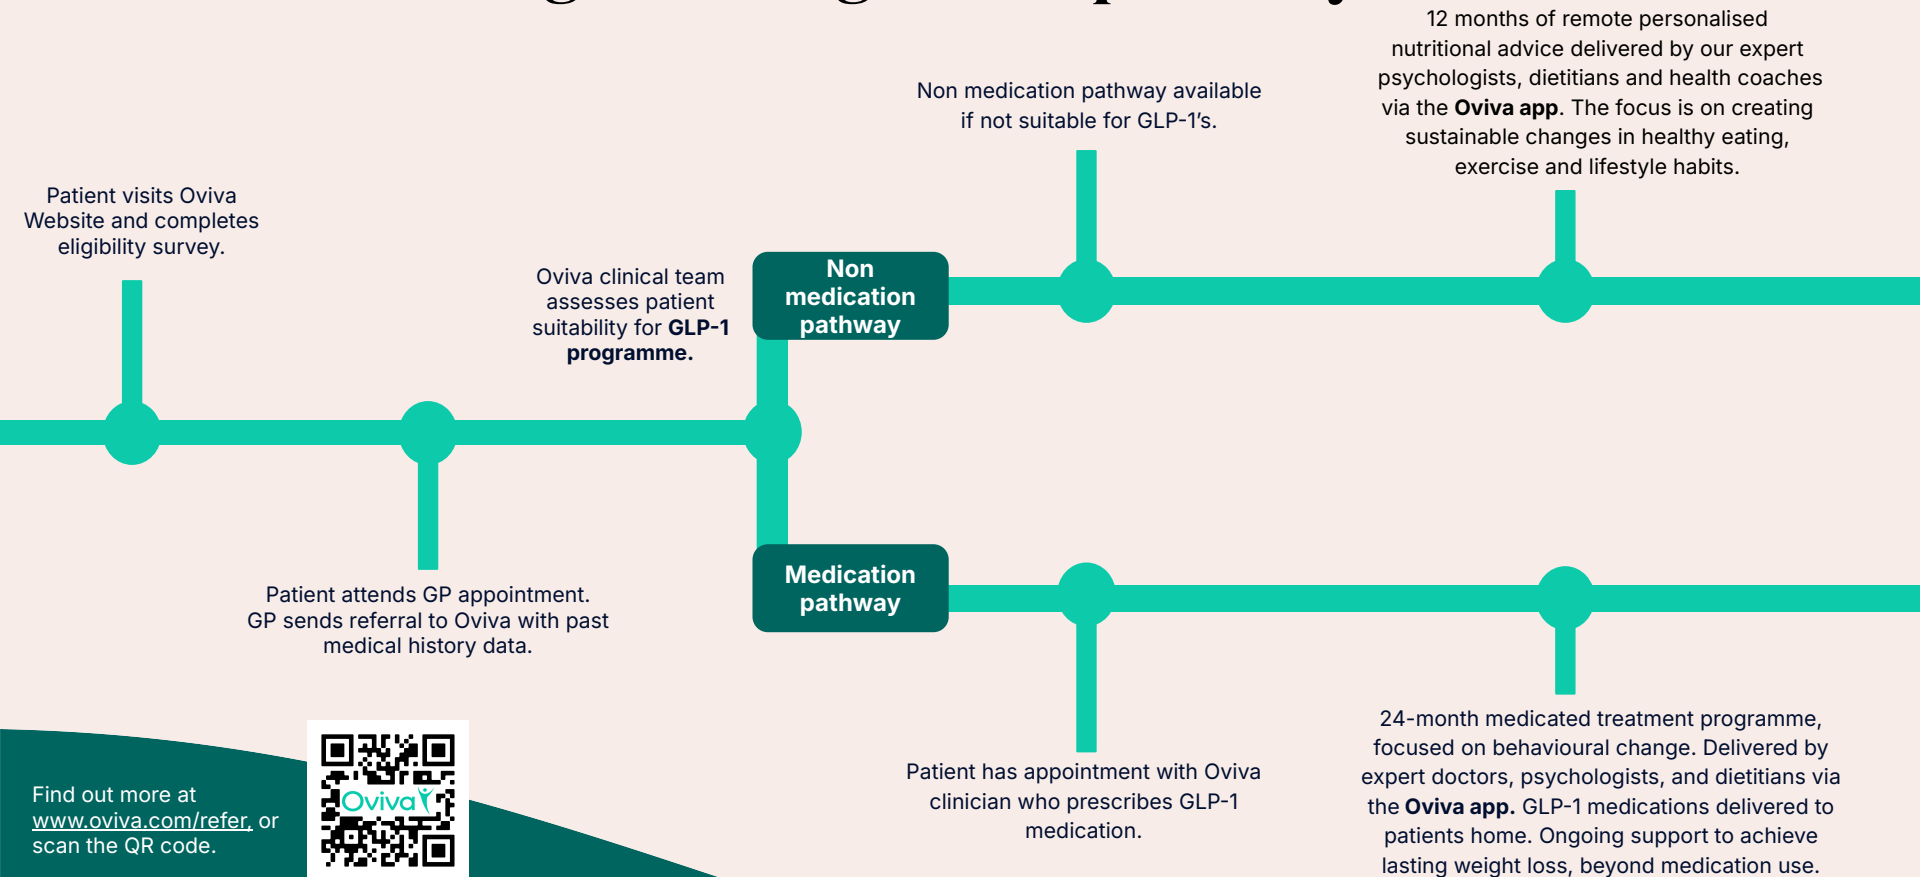 12 months of remote personalised
nutritional advice delivered by our expert
psychologists, dietitians and health coaches
via the Oviva app. The focus is on creating
sustainable changes in healthy eating,
exercise and lifestyle habits.
Non medication pathway available
if not suitable for GLP-1’s.
Patient visits Oviva
Website and completes
eligibility survey.
Oviva clinical team
assesses patient
suitability for GLP-1
programme.
Non
medication
pathway
Patient attends GP appointment.
GP sends referral to Oviva with past
medical history data.
Medication
pathway
Patient has appointment with Oviva
clinician who prescribes GLP-1
medication.
24-month medicated treatment programme,
focused on behavioural change. Delivered by
expert doctors, psychologists, and dietitians via
the Oviva app. GLP-1 medications delivered to
patients home. Ongoing support to achieve
lasting weight loss, beyond medication use.
Find out more at
www.oviva.com/refer, or
scan the QR code.
Oviva